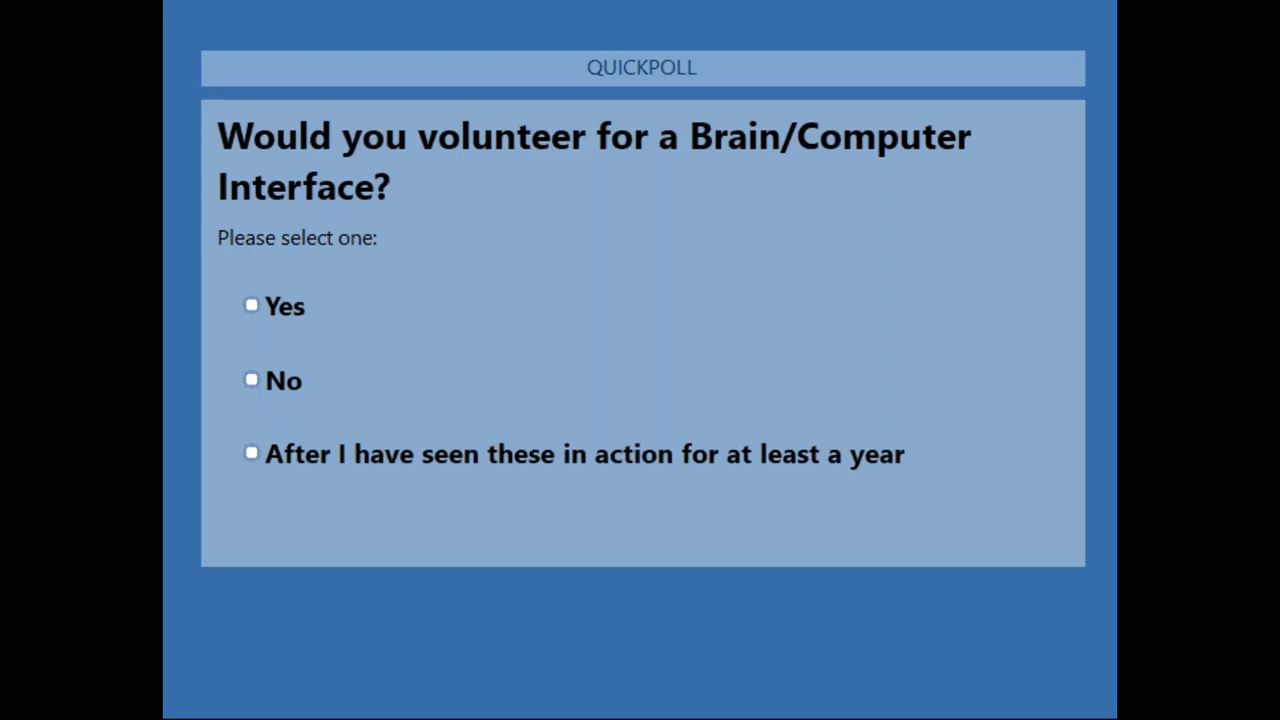 QUICKPOLL
Would you volunteer for a Brain/Computer
Interface?
Please select one:
Yes
No
After I have seen these in action for at least a year